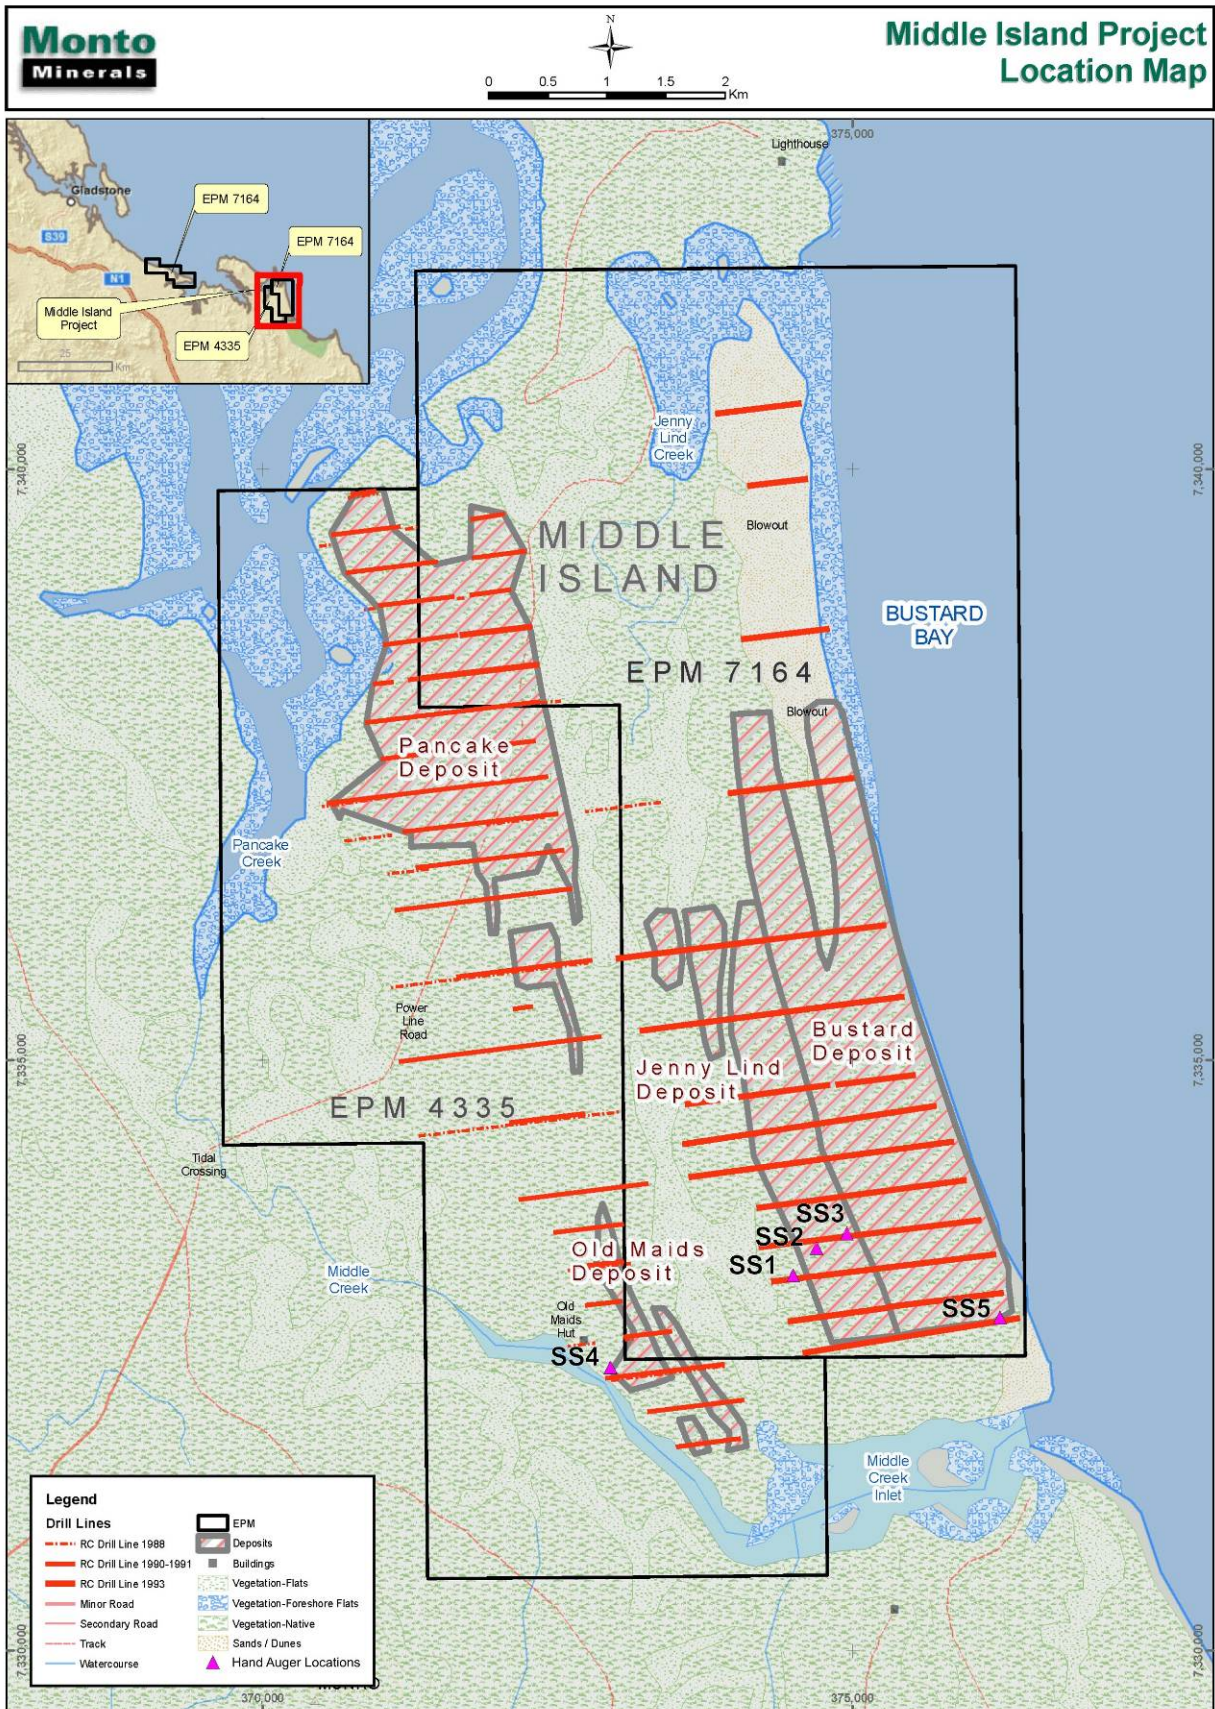 Monto
Minerals
N
0 0.5 1 1.5 2
Km
Middle Island Project
Location Map
375,000
Lighthouse
Gladstone
EPM 7164
EPM 7164
S39
N1
Middle Island
Project
EPM 4335
25
Km
Jenny
Lind
Creek
7,340,000
7,340,000
Blowout
MIDDLE
ISLAND
BUSTARD
BAY
EPM 7164
Blowout
Pancake
Deposit
Pancake
Creek
Power
Line
Road
Bustard
Deposit
7,335,000
7,335,000
Jenny Lind
Deposit
EPM 4335
Tidal
Crossing
SS3
SS2
SS1
Old Maids
Deposit
Middle
Creek
Old
Maids
Hut
SS5
SS4
Middle
Creek
Inlet
Legend
Drill Lines
RC Drill Line 1988
RC Drill Line 1990-1991
RC Drill Line 1993
Minor Road
Secondary Road
Track
Watercourse
EPM
Deposits
Buildings
Vegetation-Flats
Vegetation-Foreshore Flats
Vegetation-Native
Sands / Dunes
Hand Auger Locations
7,330,000
7,330,000
370,000
375,000